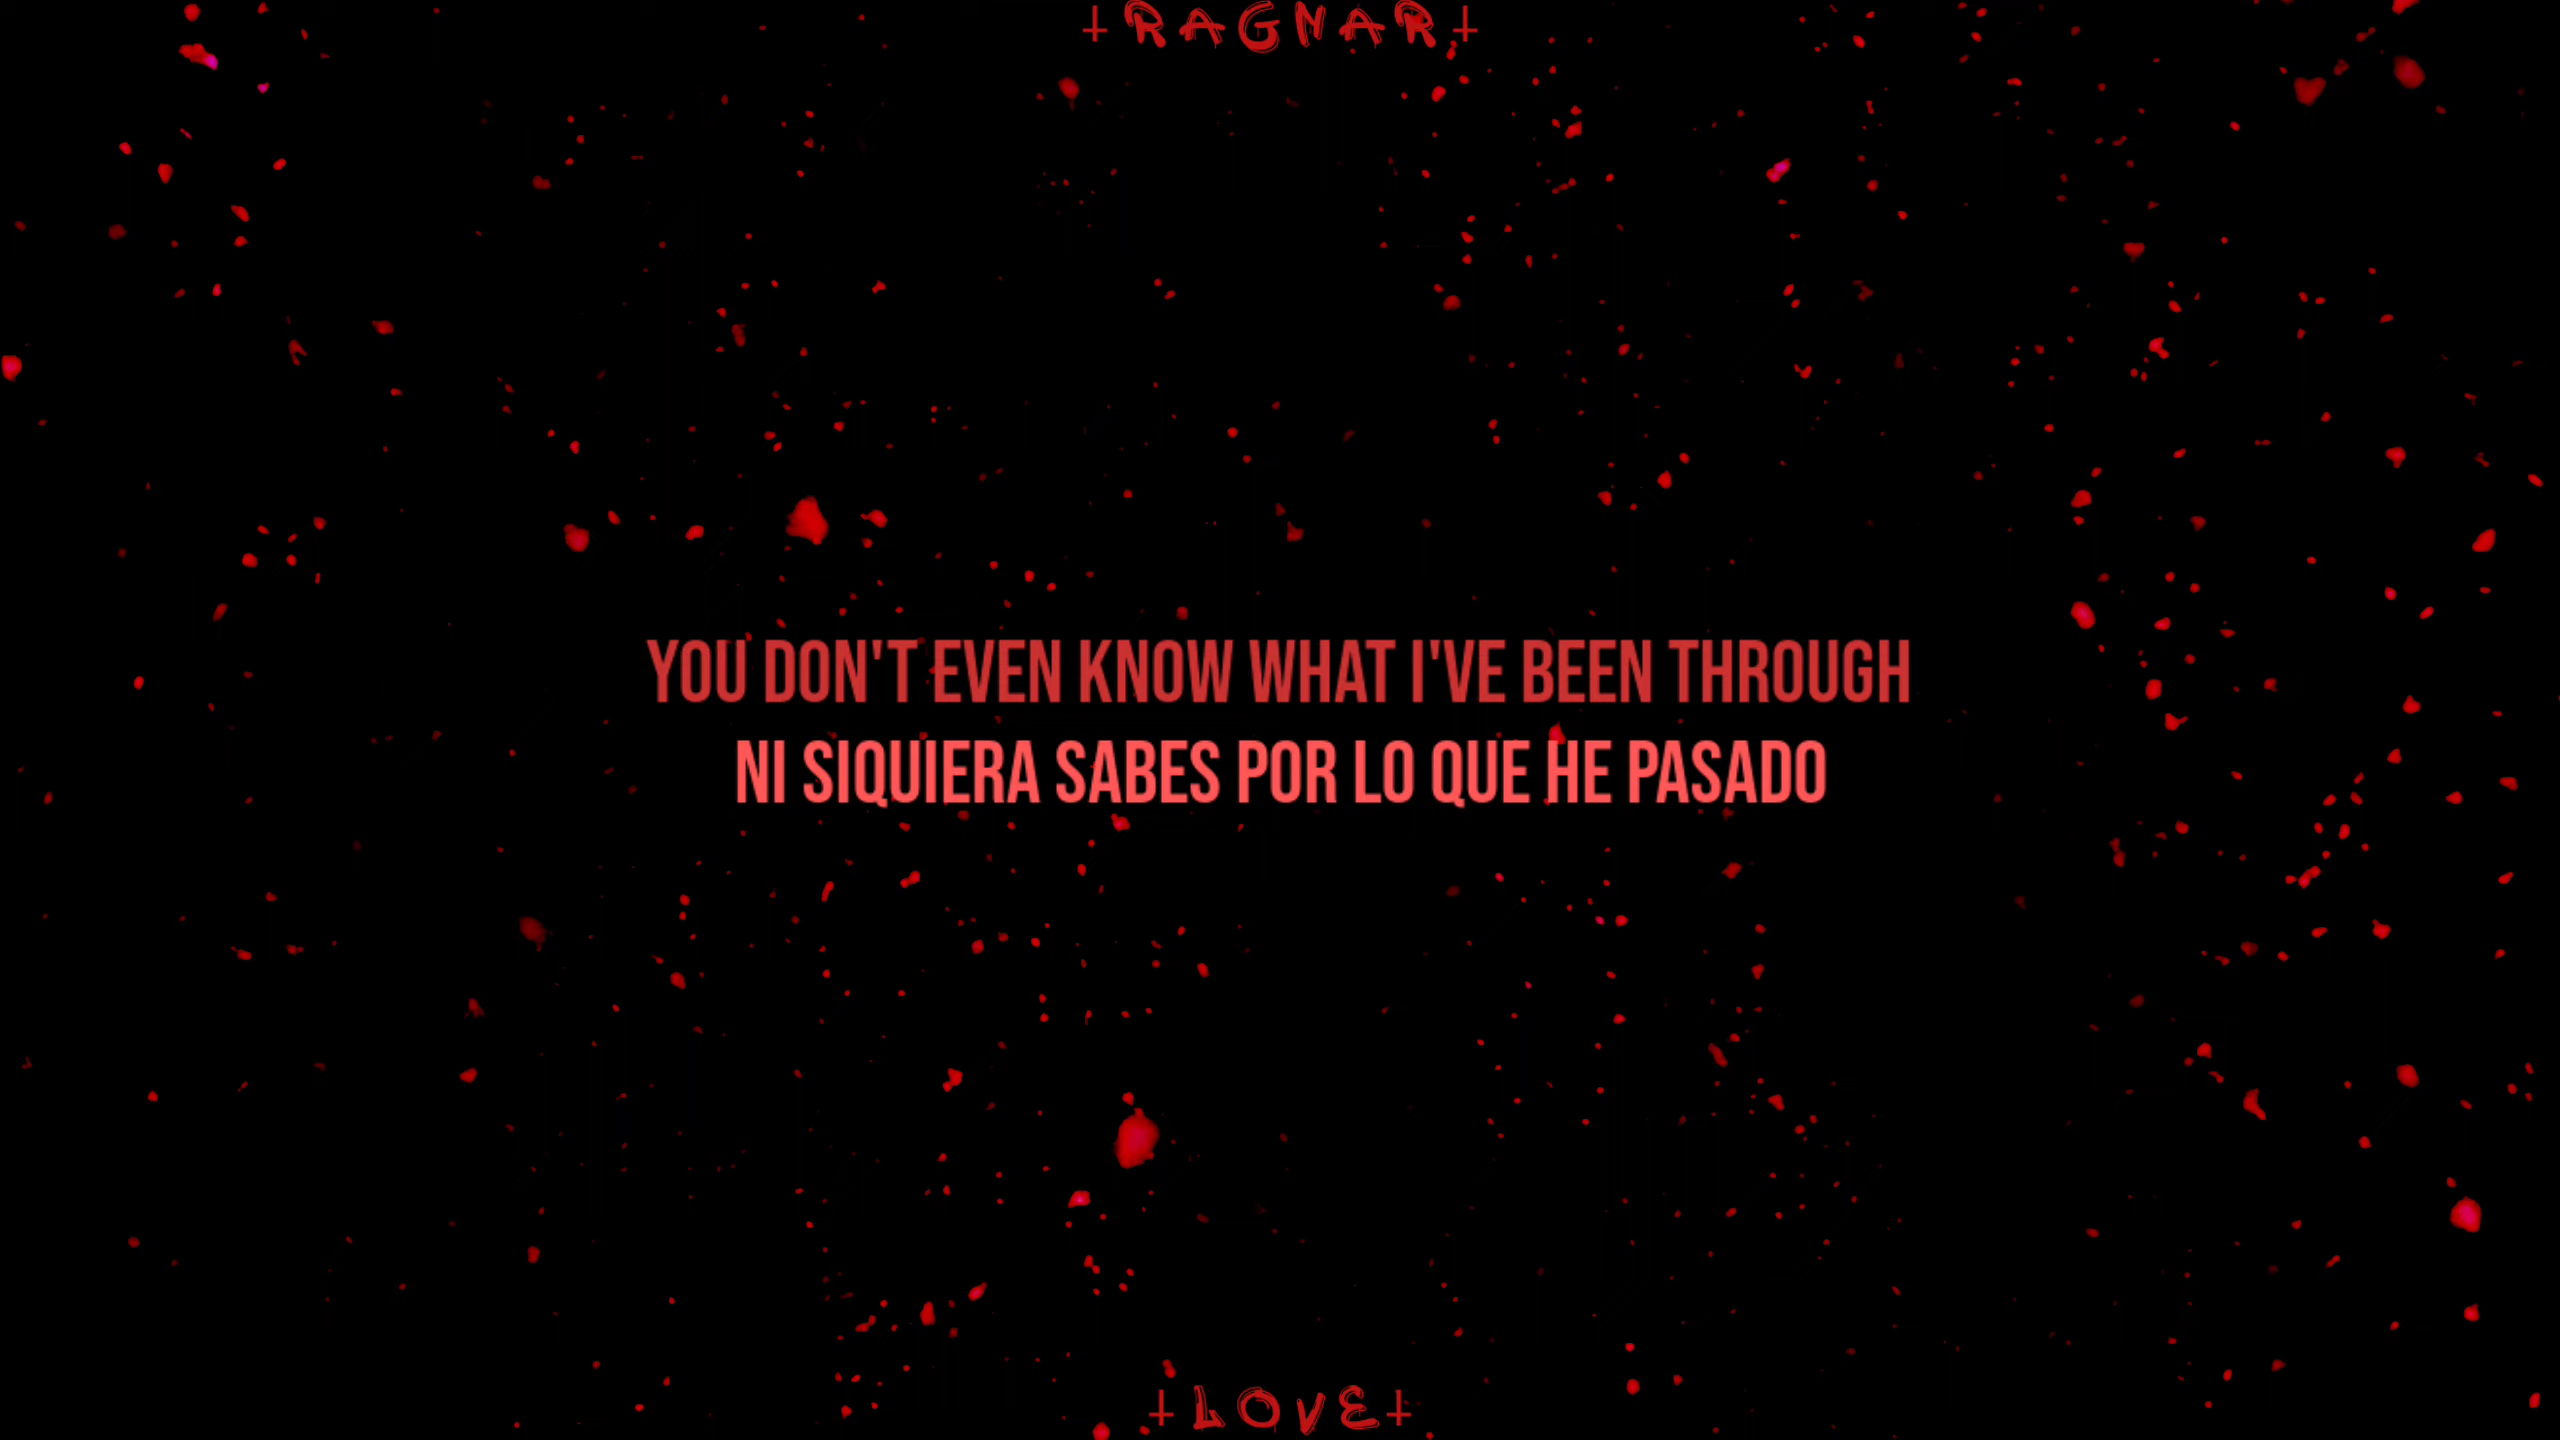 †RAGNAR†
YOU DON'T EVEN KNOW WHAT I'VE BEEN THROUGH
NI SIQUIERA SABES POR LO QUE HE PASADO
†LOVE†